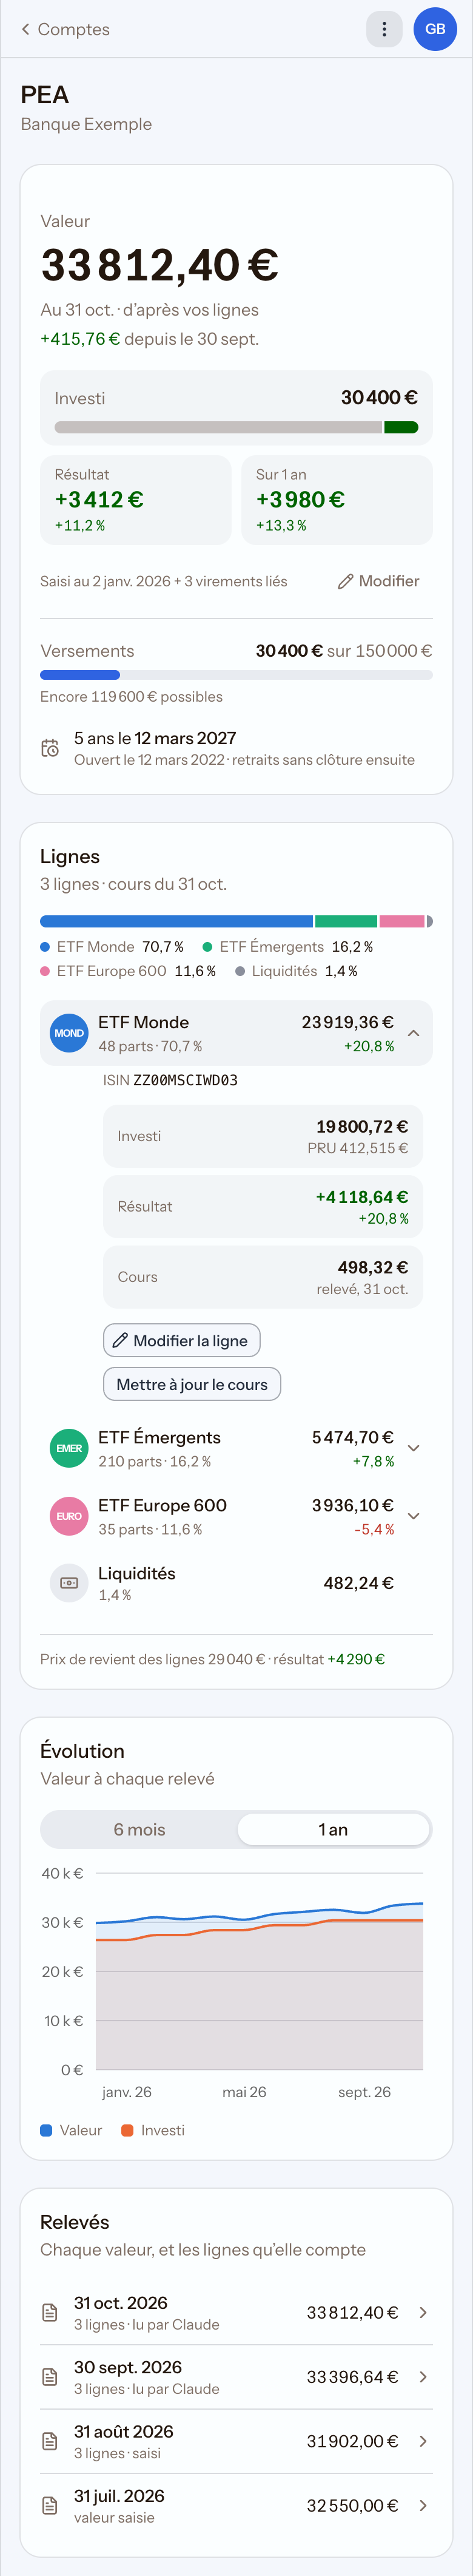 Comptes
GB
PEA
Banque Exemple
Valeur
33 812,40 €
Au 31 oct. · d’après vos lignes
+415,76 € depuis le 30 sept.
Investi 30 400 €
Résultat
+3 412 €
+11,2 %
Sur 1 an
+3 980 €
+13,3 %
Saisi au 2 janv. 2026 + 3 virements liés Modifier
Versements 30 400 € sur 150 000 €
Encore 119 600 € possibles
5 ans le 12 mars 2027
Ouvert le 12 mars 2022 · retraits sans clôture ensuite
Lignes
3 lignes · cours du 31 oct.
ETF Monde 70,7 % ETF Émergents 16,2 %
ETF Europe 600 11,6 % Liquidités 1,4 %
MOND
ETF Monde 23 919,36 €
48 parts · 70,7 % +20,8 %
ISIN ZZ00MSCIWD03
Investi
19 800,72 €
PRU 412,515 €
Résultat
+4 118,64 €
+20,8 %
Cours
498,32 €
relevé, 31 oct.
Modifier la ligne
Mettre à jour le cours
EMER
ETF Émergents 5 474,70 €
210 parts · 16,2 % +7,8 %
EURO
ETF Europe 600 3 936,10 €
35 parts · 11,6 % -5,4 %
Liquidités 482,24 €
1,4 %
Prix de revient des lignes 29 040 € · résultat +4 290 €
Évolution
Valeur à chaque relevé
6 mois 1 an
40 k €
30 k €
20 k €
10 k €
0 €
janv. 26 mai 26 sept. 26
Valeur Investi
Relevés
Chaque valeur, et les lignes qu’elle compte
31 oct. 2026 33 812,40 €
3 lignes · lu par Claude
30 sept. 2026 33 396,64 €
3 lignes · lu par Claude
31 août 2026 31 902,00 €
3 lignes · saisi
31 juil. 2026 32 550,00 €
valeur saisie